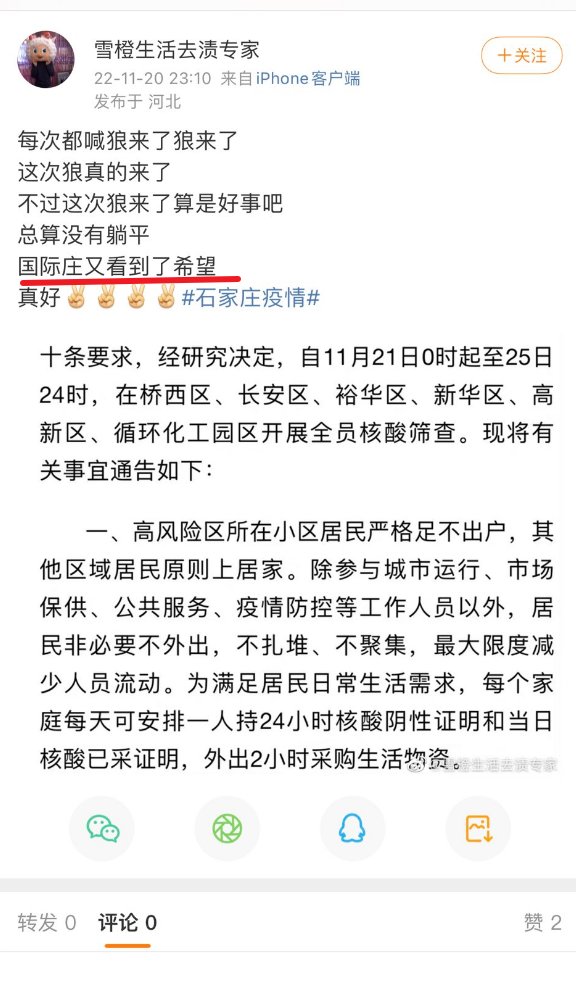 雪橙生活去渍专家
+关注
22-11-20 23:10 来自iPhone客户端
发布于 河北
每次都喊狼来了狼来了
这次狼真的来了
不过这次狼来了算是好事吧
总算没有躺平
国际庄又看到了希望
真好✌✌✌✌#石家庄疫情#
十条要求，经研究决定，自11月21日0时起至25日
24时，在桥西区、长安区、裕华区、新华区、高
新区、循环化工园区开展全员核酸筛查。现将有
关事宜通告如下：
一、高风险区所在小区居民严格足不出户，其
他区域居民原则上居家。除参与城市运行、市场
保供、公共服务、疫情防控等工作人员以外，居
民非必要不外出，不扎堆、不聚集，最大限度减
少人员流动。为满足居民日常生活需求，每个家
庭每天可安排一人持24小时核酸阴性证明和当日
核酸已采证明，外出2小时采购生活物资。
@雪橙生活去渍专家
转发 0 评论 0 赞 2